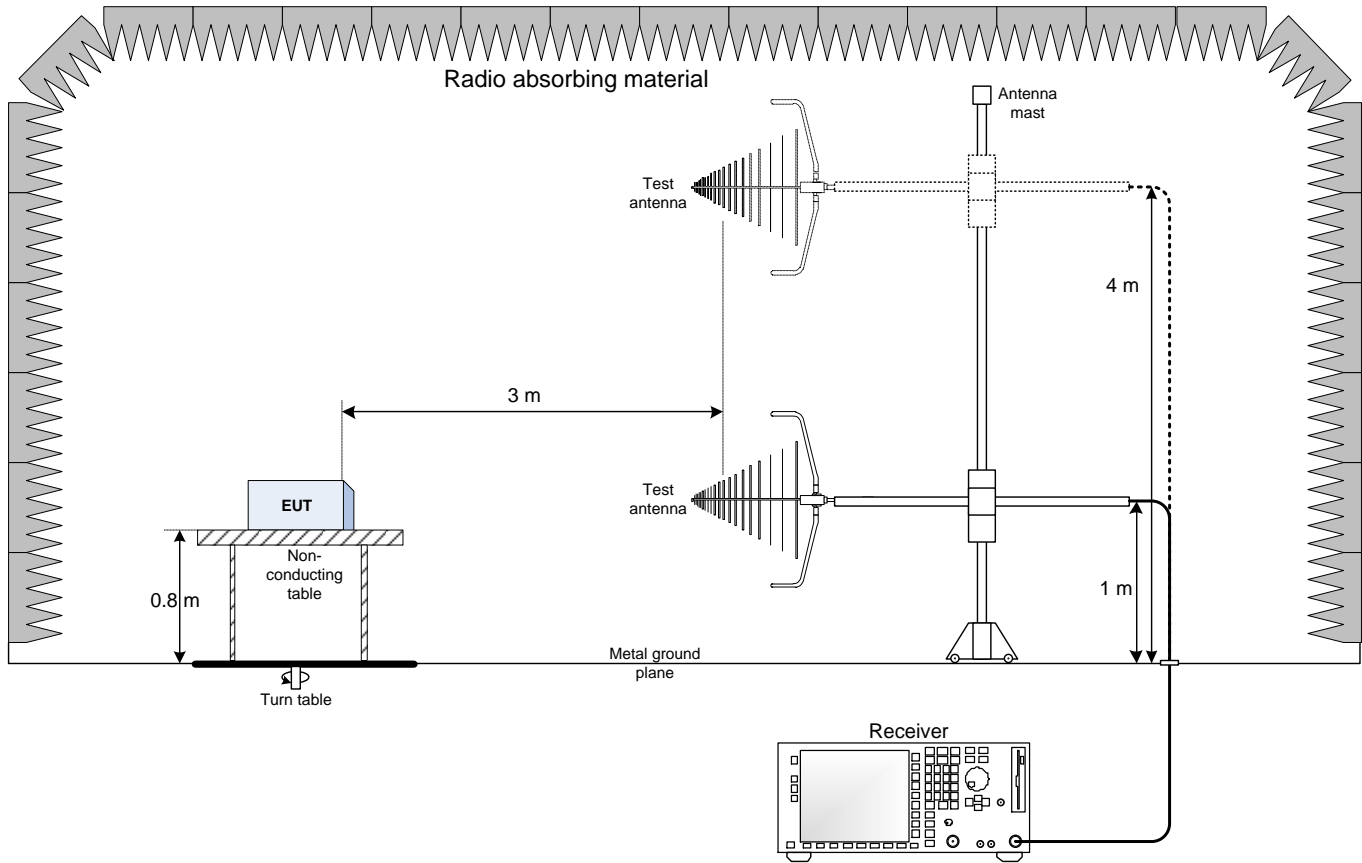 Radio absorbing material
Antenna
mast
Test
antenna
4 m
3 m
EUT
Test
antenna
Non-
conducting
table
0.8 m
1 m
Metal ground
plane
Turn table
Receiver